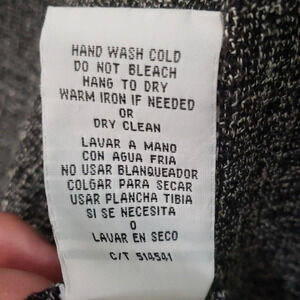 HAND WASH COLD
DO NOT BLEACH
HANG TO DRY
WARM IRON IF NEEDED
OR
DRY CLEAN
LAVAR A MANO
CON AGUA FRIA
NO USAR BLANQUEADOR
COLGAR PARA SECAR
USAR PLANCHA TIBIA
SI SE NECESITA
O
LAVAR EN SECO
C/T 514541